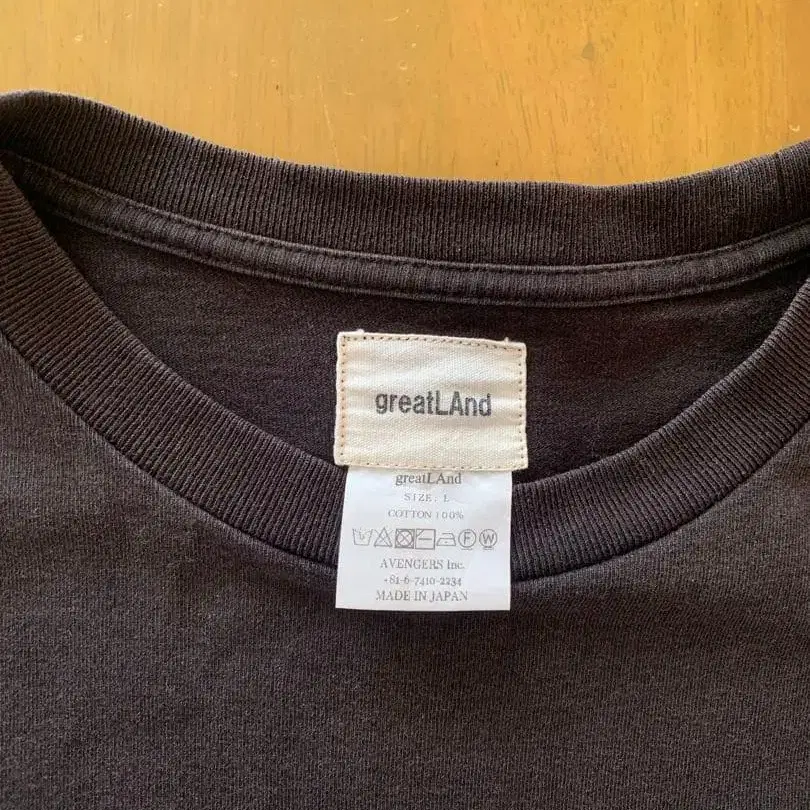 greatLAnd
greatLAnd
SIZE: L
COTTON 100%
F W
AVENGERS Inc.
+81-6-7410-2234
MADE IN JAPAN